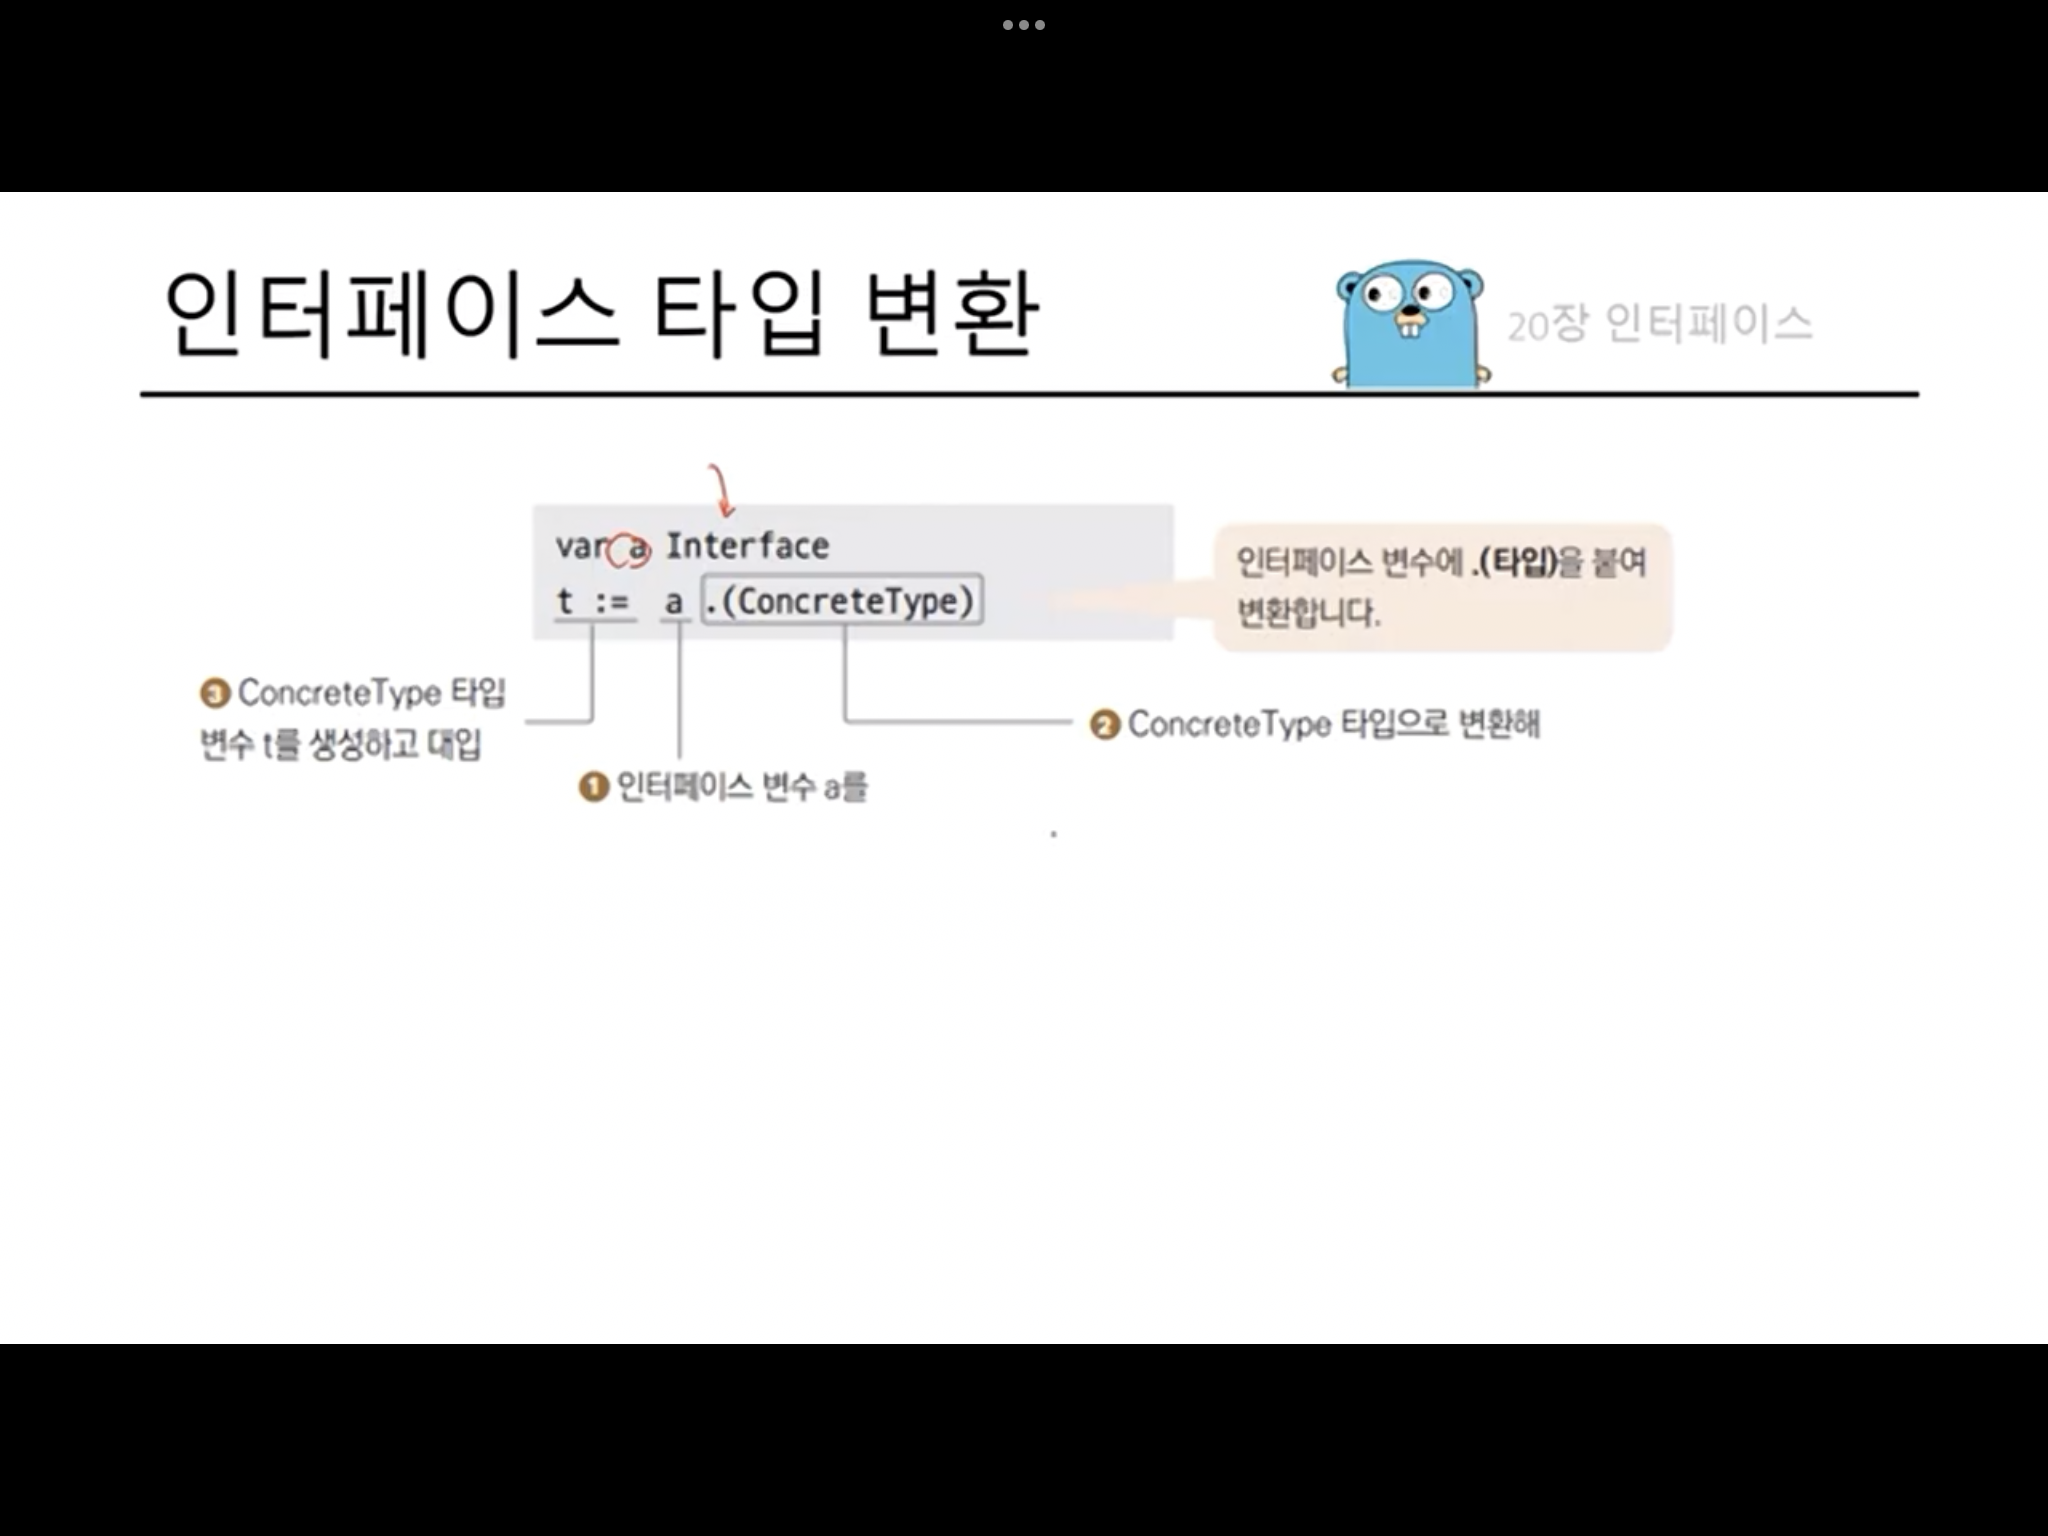 인터페이스 타입 변환
20장 인터페이스
var a Interface
t := a .(ConcreteType)
인터페이스 변수에 .(타입)을 붙여
변환합니다.
❸ ConcreteType 타입
변수 t를 생성하고 대입
❷ ConcreteType 타입으로 변환해
❶ 인터페이스 변수 a를